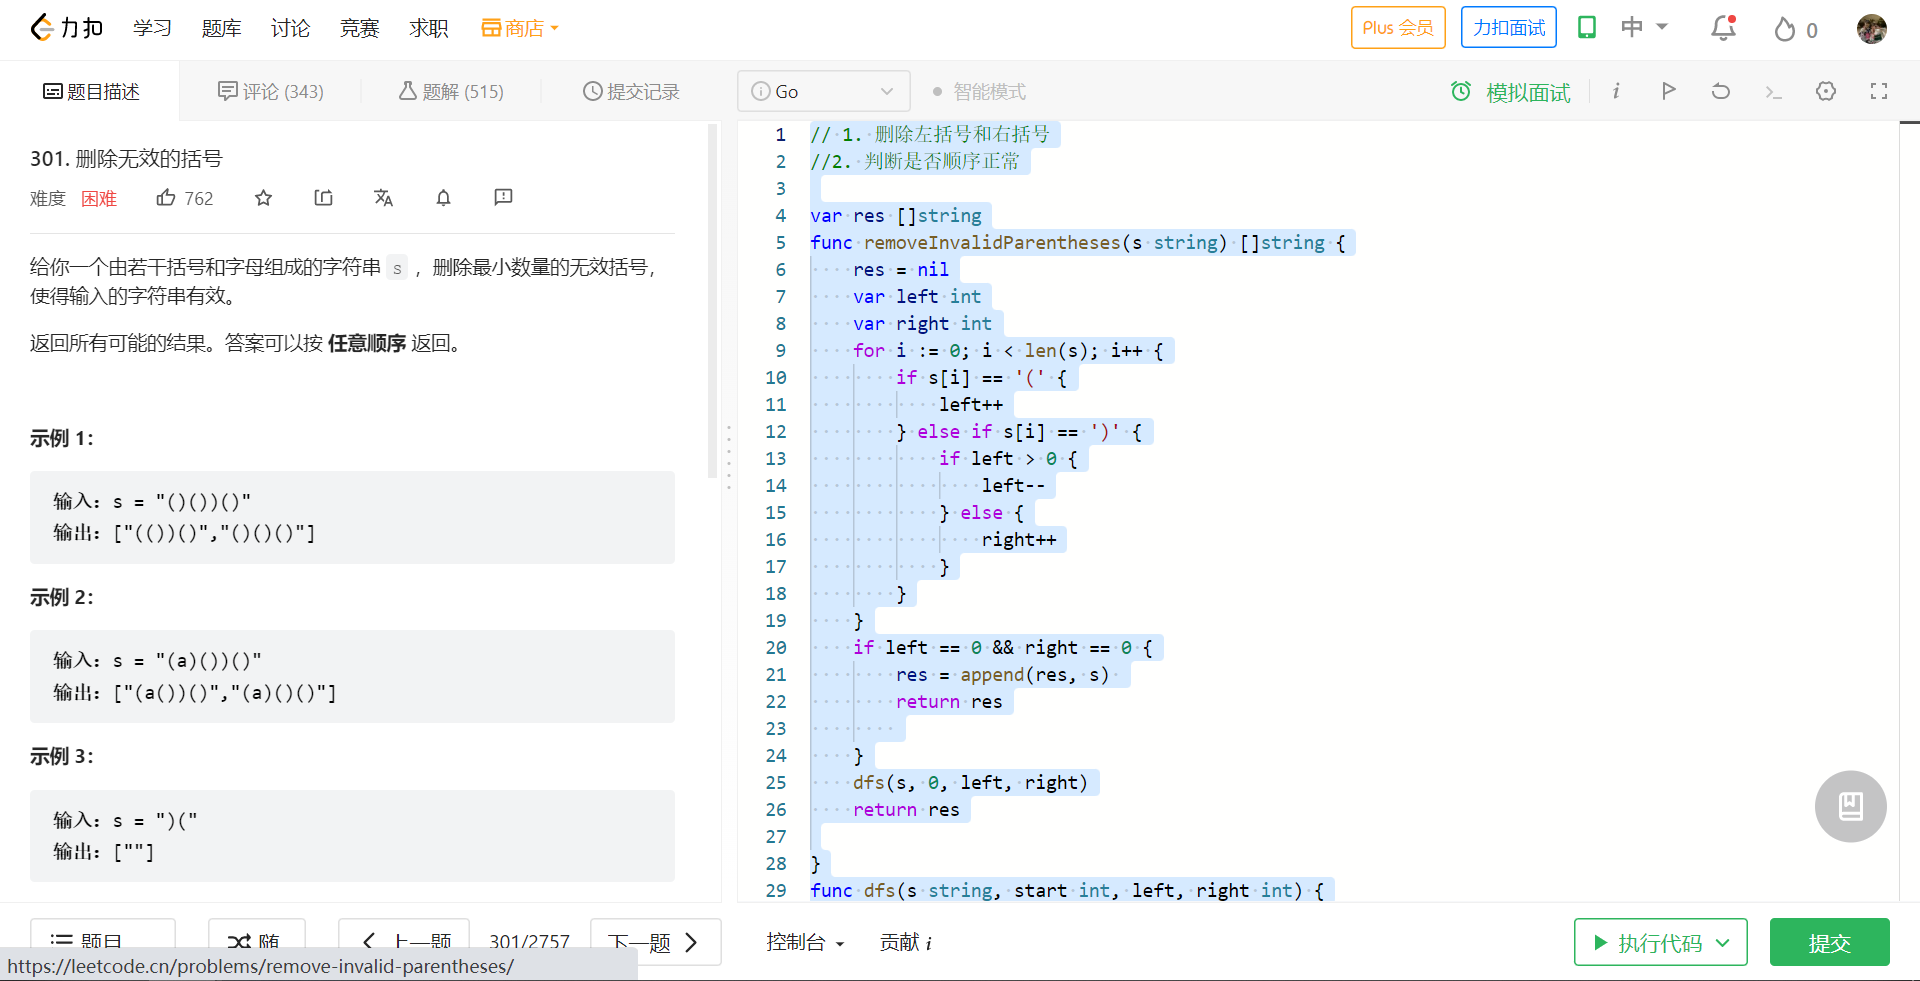 力扣 学习 题库 讨论 竞赛 求职 商店 Plus 会员 力扣面试 中 0
题目描述 评论 (343) 题解 (515) 提交记录 i Go 智能模式 模拟面试 i
301. 删除无效的括号
难度 困难 762
给你一个由若干括号和字母组成的字符串 s ，删除最小数量的无效括号，
使得输入的字符串有效。
返回所有可能的结果。答案可以按 任意顺序 返回。
示例 1：
输入：s = "()())()"
输出：["(())()","()()()"]
示例 2：
输入：s = "(a)())()"
输出：["(a())()","(a)()()"]
示例 3：
输入：s = ")("
输出：[""]
题目 随 上一题 301/2757 下一题
https://leetcode.cn/problems/remove-invalid-parentheses/
1 // 1. 删除左括号和右括号
2 //2. 判断是否顺序正常
3
4 var res []string
5 func removeInvalidParentheses(s string) []string {
6 res = nil
7 var left int
8 var right int
9 for i := 0; i < len(s); i++ {
10 if s[i] == '(' {
11 left++
12 } else if s[i] == ')' {
13 if left > 0 {
14 left--
15 } else {
16 right++
17 }
18 }
19 }
20 if left == 0 && right == 0 {
21 res = append(res, s)
22 return res
23
24 }
25 dfs(s, 0, left, right)
26 return res
27
28 }
29 func dfs(s string, start int, left, right int) {
控制台 贡献 i 执行代码 提交